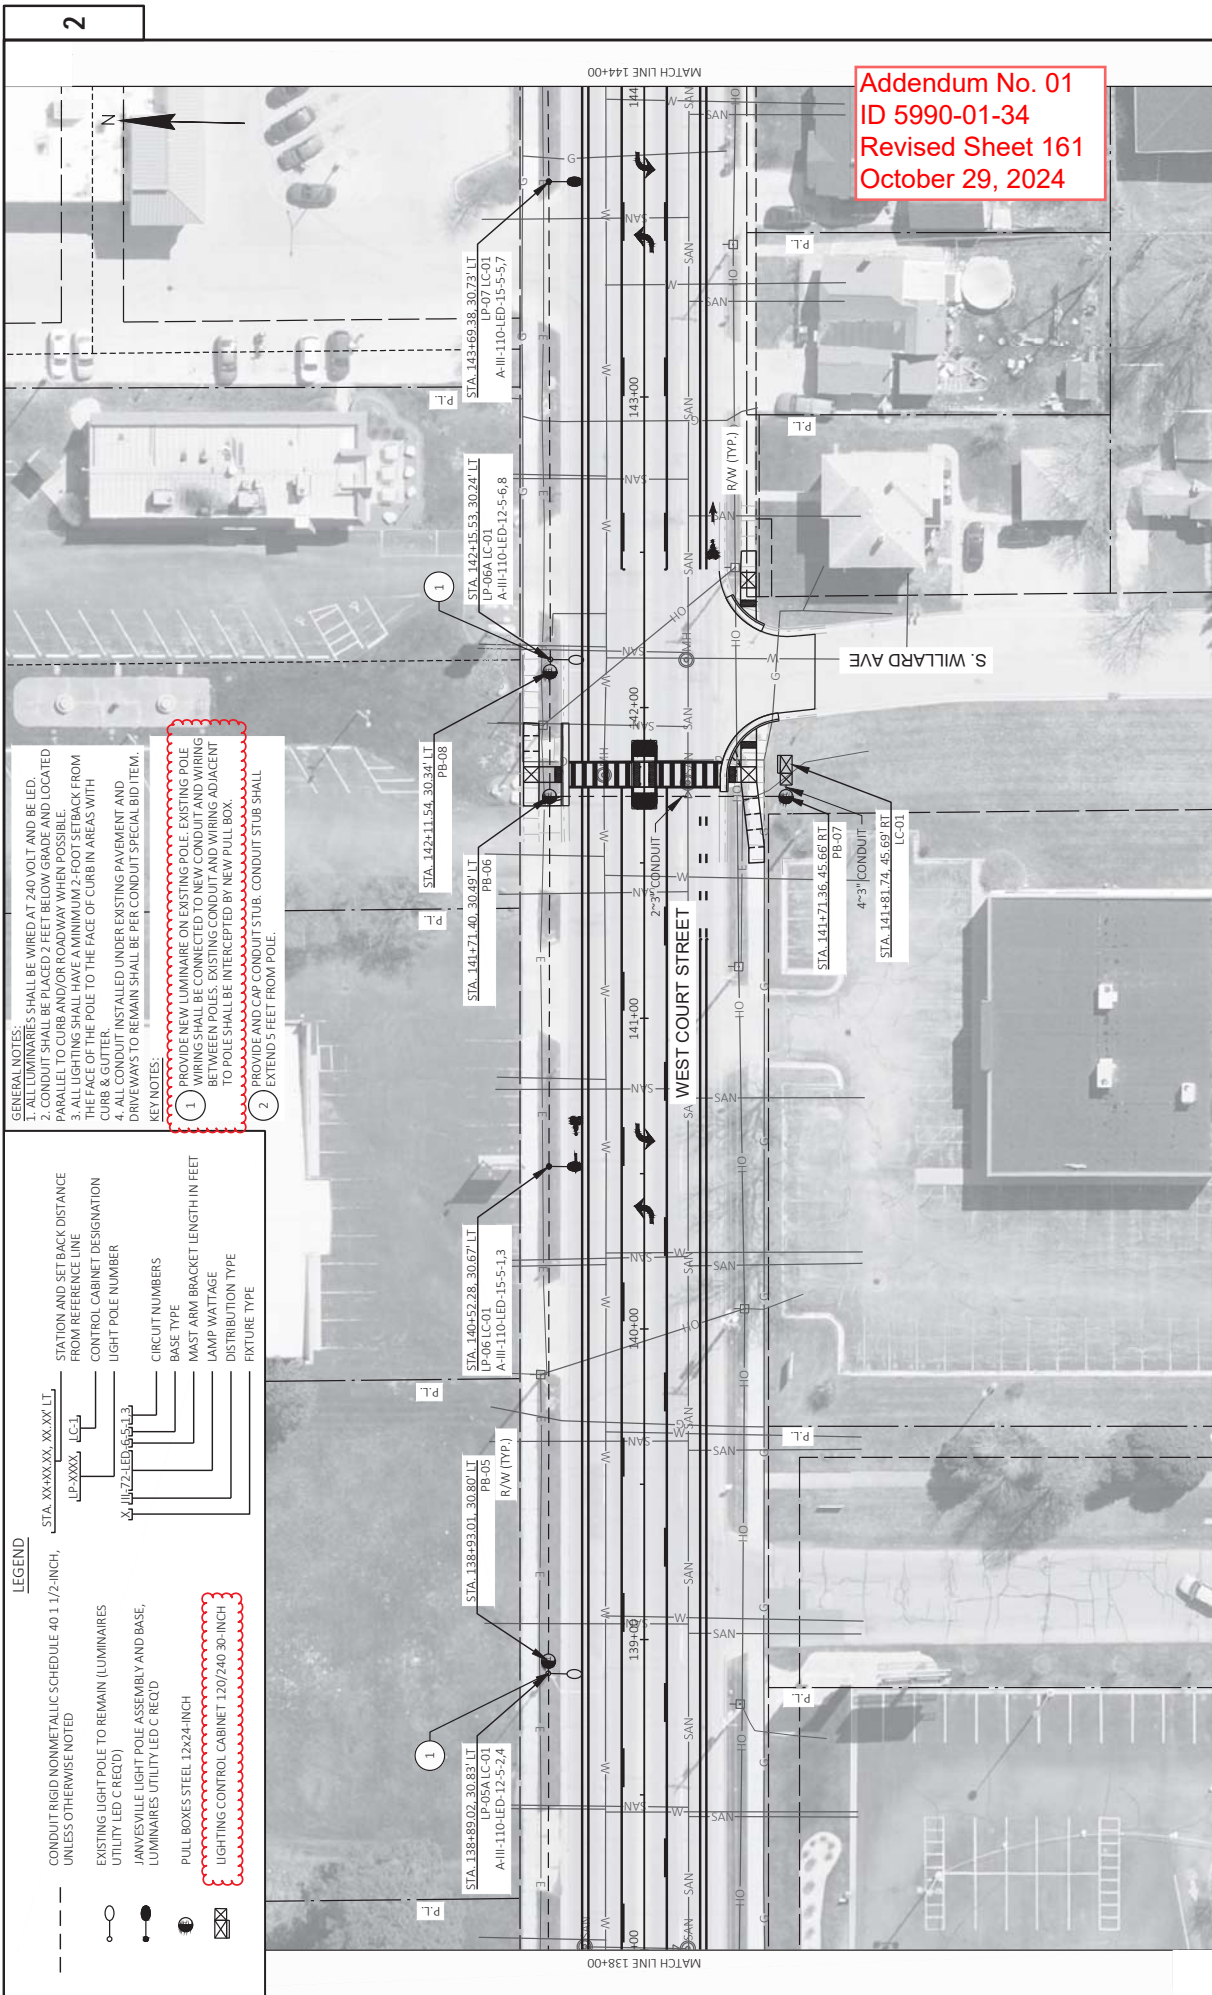 2
Addendum No. 01
ID 5990-01-34
Revised Sheet 161
October 29, 2024
LEGEND
CONDUIT RIGID NONMETALLIC SCHEDULE 40 1 1/2-INCH,
UNLESS OTHERWISE NOTED
EXISTING LIGHT POLE TO REMAIN (LUMINAIRES
UTILITY LED C REQ'D)
JANVESVILLE LIGHT POLE ASSEMBLY AND BASE,
LUMINAIRES UTILITY LED C REQ'D
PULL BOXES STEEL 12x24-INCH
LIGHTING CONTROL CABINET 120/240 30-INCH
STA. XX+XX.XX, XX.XX' LT
LP-XXXX, LC-1
X-III-72-LED-6-5-1,3
STATION AND SET BACK DISTANCE
FROM REFERENCE LINE
CONTROL CABINET DESIGNATION
LIGHT POLE NUMBER
CIRCUIT NUMBERS
BASE TYPE
MAST ARM BRACKET LENGTH IN FEET
LAMP WATTAGE
DISTRIBUTION TYPE
FIXTURE TYPE
GENERAL NOTES:
1. ALL LUMINARIES SHALL BE WIRED AT 240 VOLT AND BE LED.
2. CONDUIT SHALL BE PLACED 2 FEET BELOW GRADE AND LOCATED
PARALLEL TO CURB AND/OR ROADWAY WHEN POSSIBLE.
3. ALL LIGHTING SHALL HAVE A MINIMUM 2-FOOT SETBACK FROM
THE FACE OF THE POLE TO THE FACE OF CURB IN AREAS WITH
CURB & GUTTER.
4. ALL CONDUIT INSTALLED UNDER EXISTING PAVEMENT AND
DRIVEWAYS TO REMAIN SHALL BE PER CONDUIT SPECIAL BID ITEM.
KEY NOTES:
1 PROVIDE NEW LUMINAIRE ON EXISTING POLE. EXISTING POLE
WIRING SHALL BE CONNECTED TO NEW CONDUIT AND WIRING
BETWEEEN POLES. EXISTING CONDUIT AND WIRING ADJACENT
TO POLE SHALL BE INTERCEPTED BY NEW PULL BOX.
2 PROVIDE AND CAP CONDUIT STUB. CONDUIT STUB SHALL
EXTEND 5 FEET FROM POLE.
N
MATCH LINE 138+00
MATCH LINE 144+00
1
STA. 138+89.02, 30.83' LT
LP-05A LC-01
A-III-110-LED-12-5-2,4
STA. 138+93.01, 30.80' LT
PB-05
R/W (TYP.)
STA. 140+52.28, 30.67' LT
LP-06 LC-01
A-III-110-LED-15-5-1,3
STA. 141+71.40, 30.49' LT
PB-06
STA. 142+11.54, 30.34' LT
PB-08
1
STA. 142+15.53, 30.24' LT
LP-06A LC-01
A-III-110-LED-12-5-6,8
STA. 143+69.38, 30.73' LT
LP-07 LC-01
A-III-110-LED-15-5-5,7
P.L.
P.L.
P.L.
P.L.
139+00
140+00
141+00
142+00
143+00
144
WEST COURT STREET
2~3" CONDUIT
4~3" CONDUIT
STA. 141+71.36, 45.66' RT
PB-07
STA. 141+81.74, 45.69' RT
LC-01
S. WILLARD AVE
R/W (TYP.)
P.L.
P.L.
P.L.
P.L.